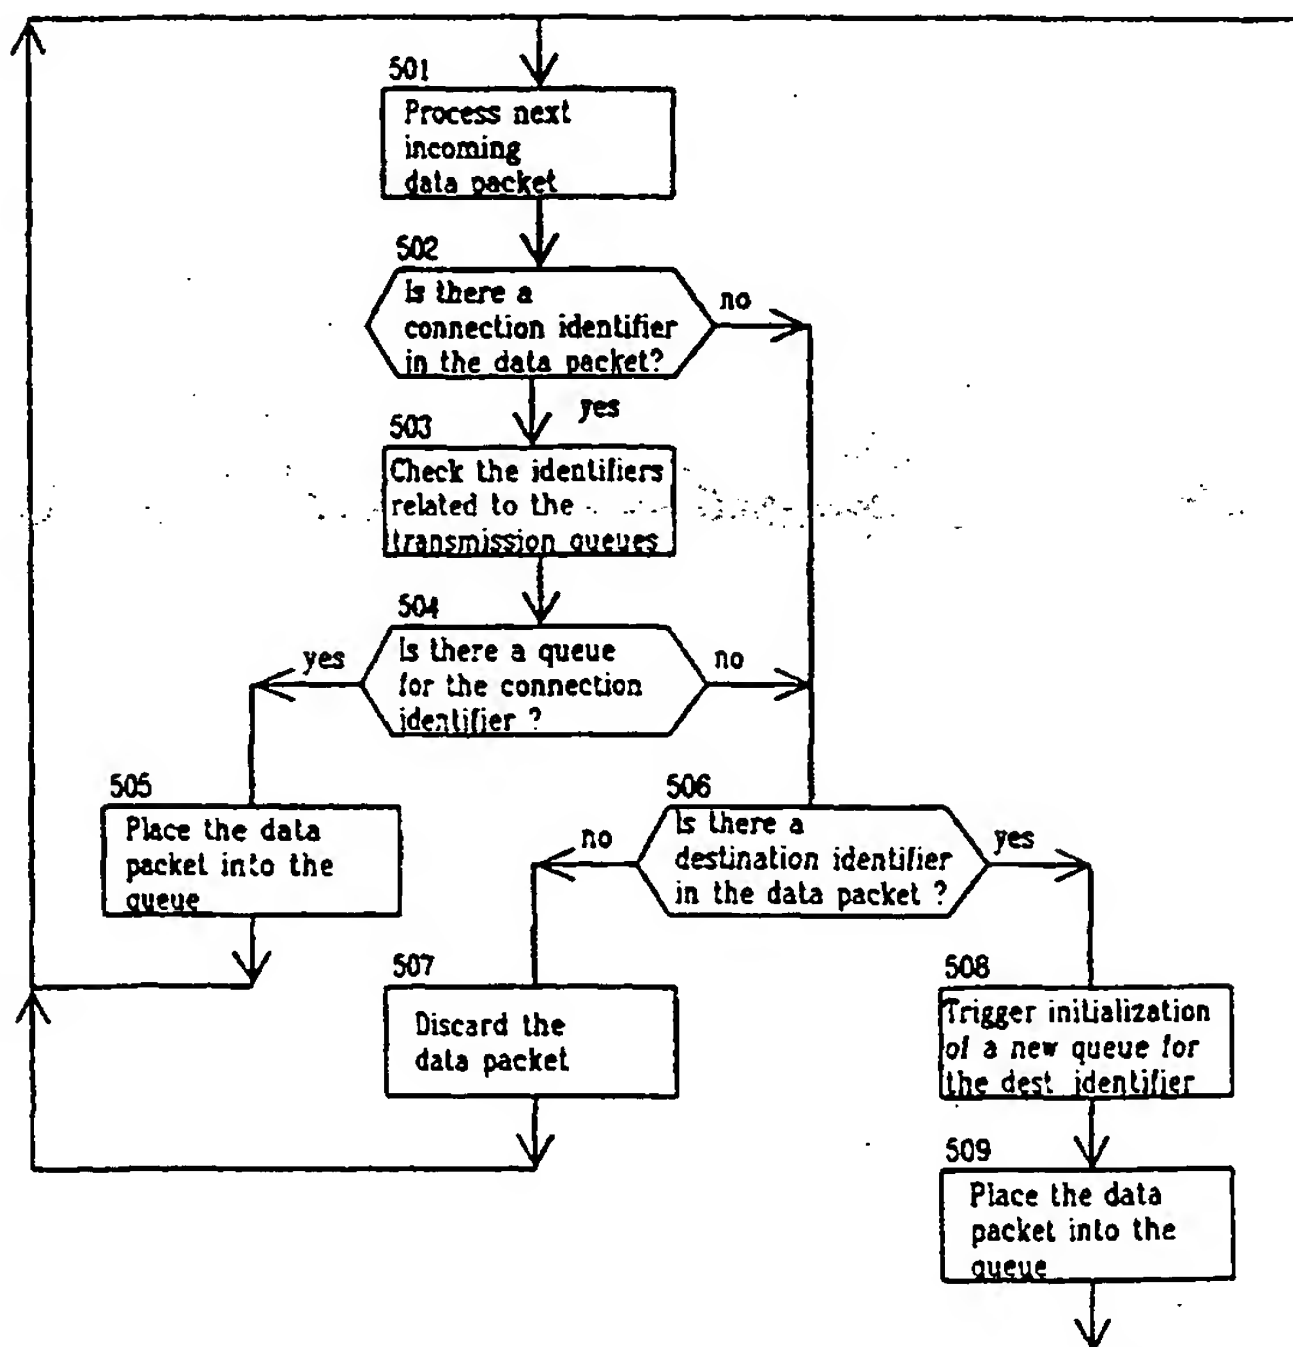 501
Process next
incoming
data packet
502
Is there a
connection identifier
in the data packet?
no
yes
503
Check the identifiers
related to the
transmission queues
504
Is there a queue
for the connection
identifier ?
yes
no
505
Place the data
packet into the
queue
506
Is there a
destination identifier
in the data packet ?
no
yes
507
Discard the
data packet
508
Trigger initialization
of a new queue for
the dest. identifier
509
Place the data
packet into the
queue